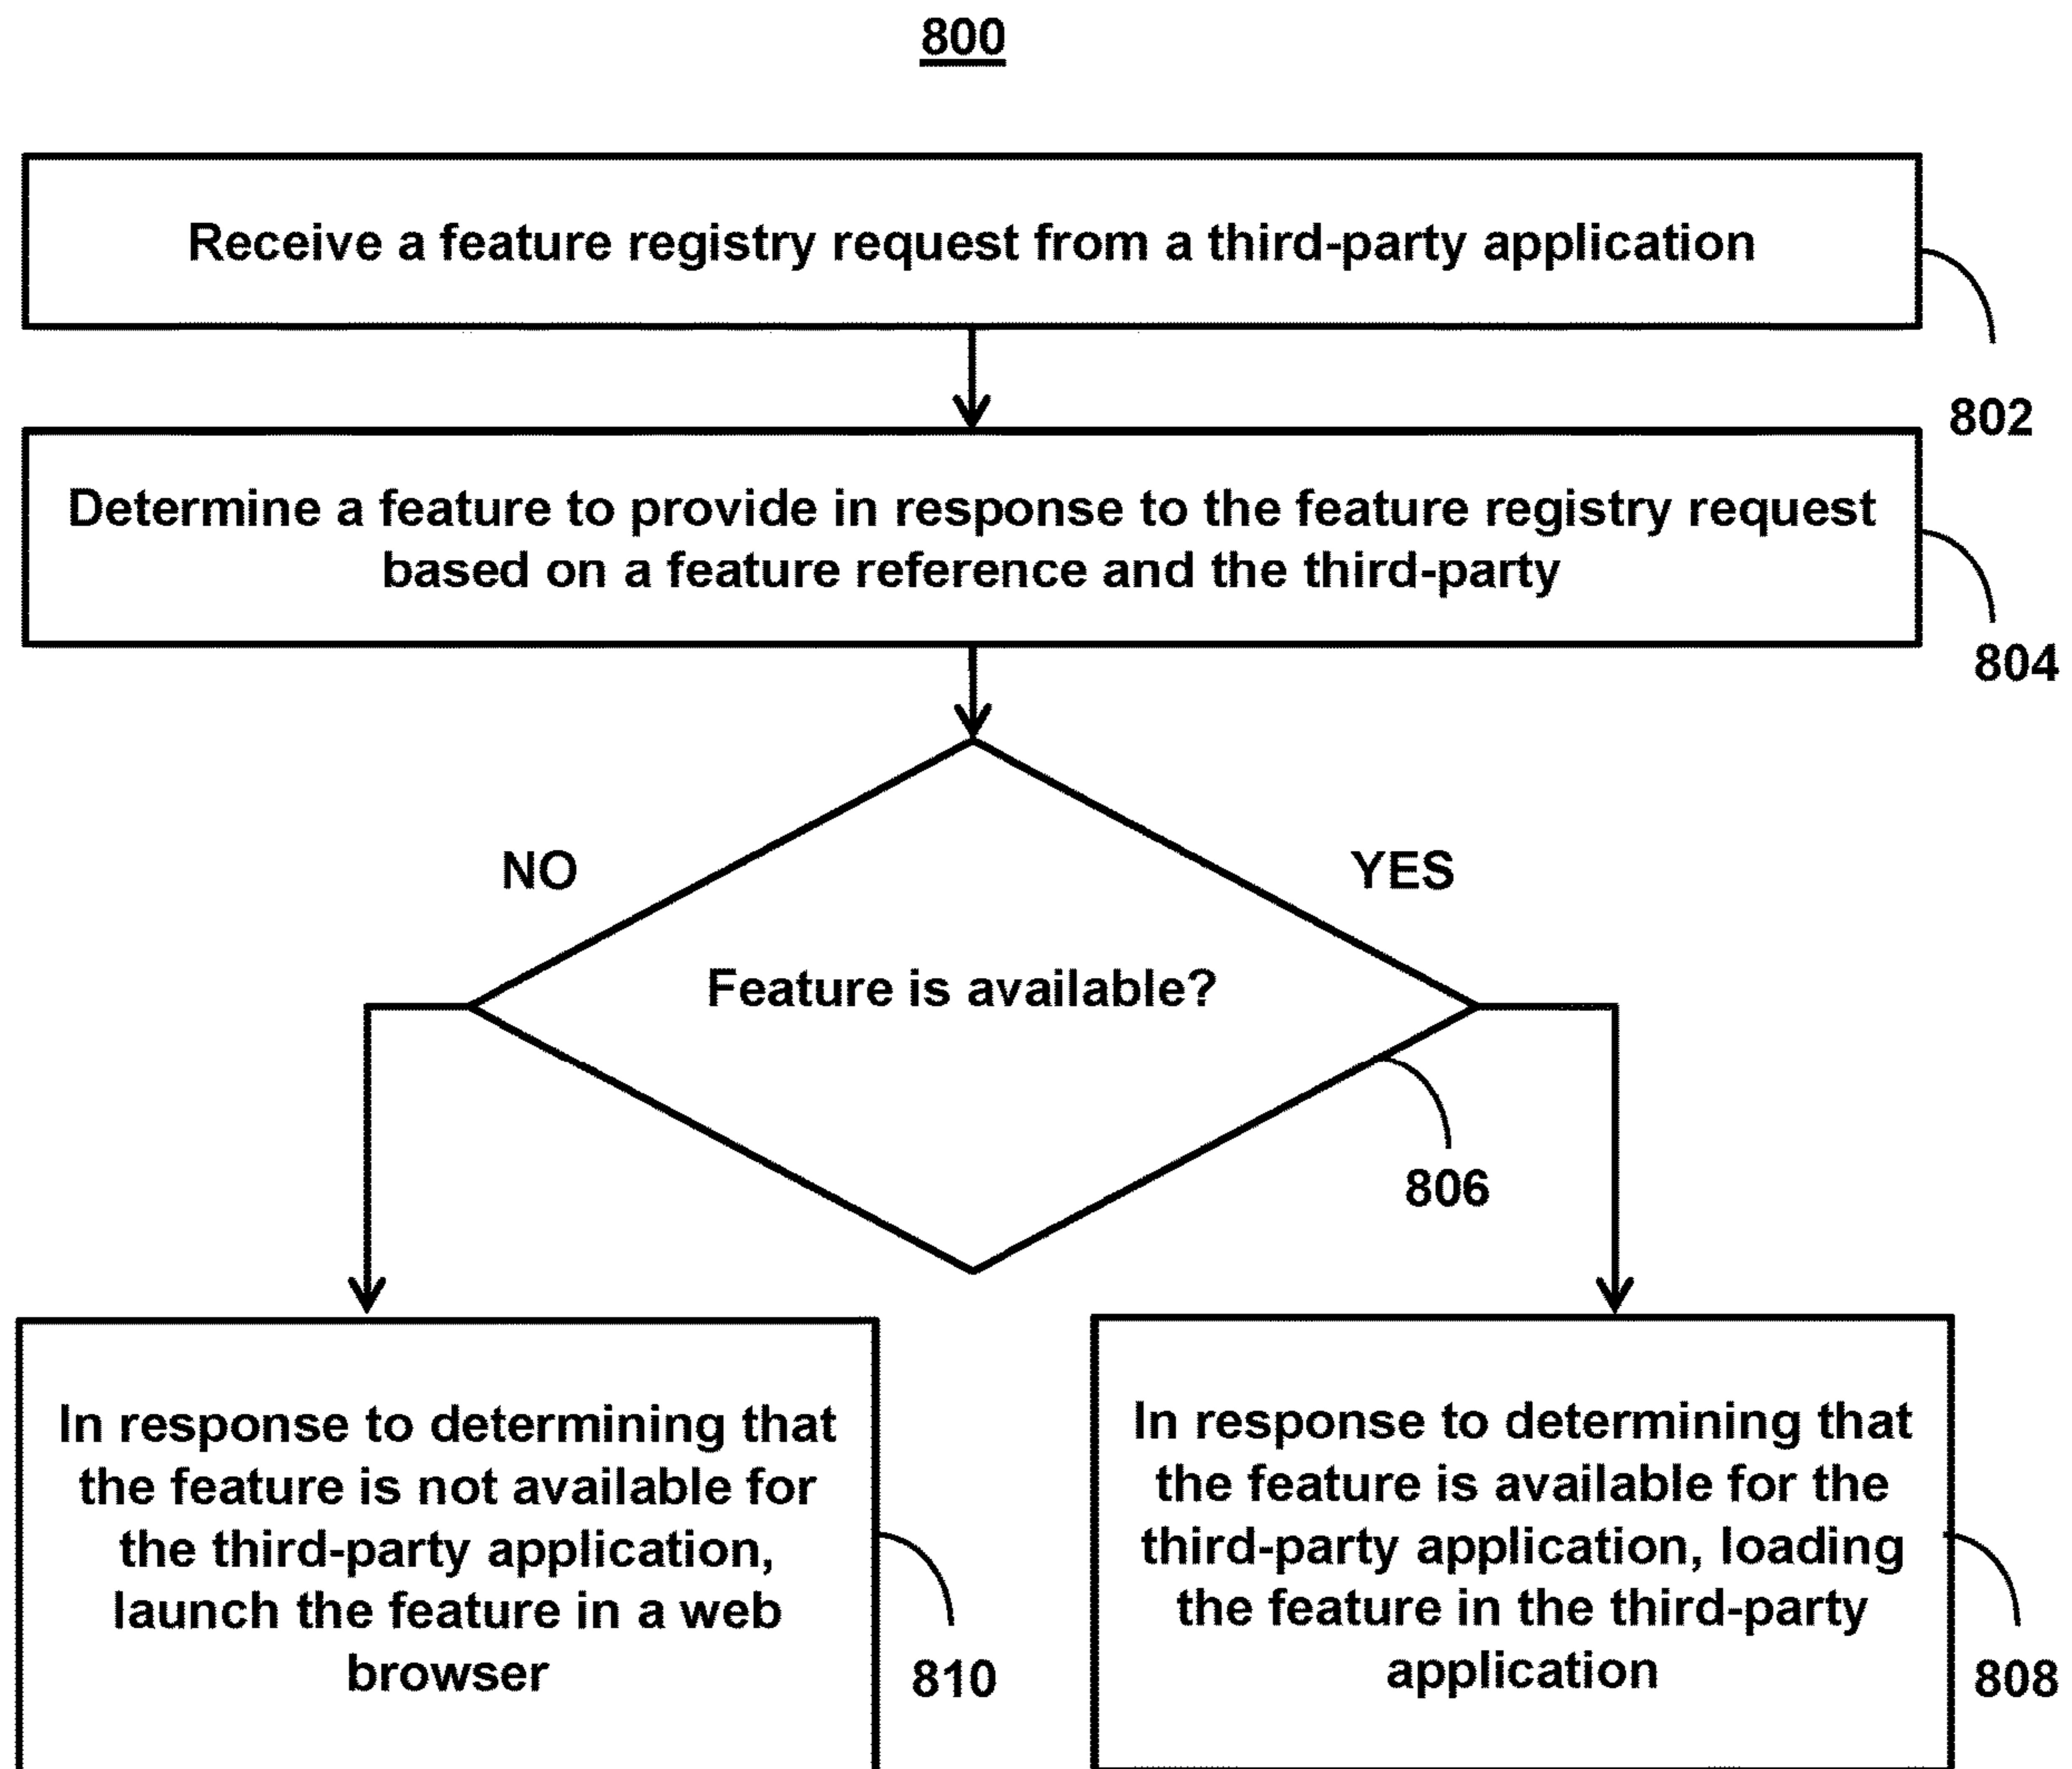 800
Receive a feature registry request from a third-party application
802
Determine a feature to provide in response to the feature registry request
based on a feature reference and the third-party
804
NO
YES
Feature is available?
806
In response to determining that
the feature is not available for
the third-party application,
launch the feature in a web
browser
810
In response to determining that
the feature is available for the
third-party application, loading
the feature in the third-party
application
808